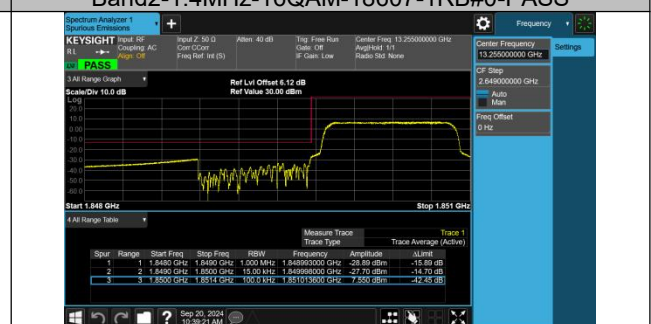 Band2-1.4MHz-16QAM-18607-1RB#0-PASS
Spectrum Analyzer 1
Spurious Emissions
Frequency
KEYSIGHT Input: RF
Coupling: AC
Align: Off
Input Z: 50 Ω
Corr CCorr
Freq Ref: Int (S)
Atten: 40 dB
Trig: Free Run
Gate: Off
IF Gain: Low
Center Freq: 13.255000000 GHz
Avg|Hold: 1/1
Radio Std: None
RL
PASS
Center Frequency
13.255000000 GHz
Settings
CF Step
2.649000000 GHz
Auto
Man
Freq Offset
0 Hz
3 All Range Graph
Scale/Div 10.0 dB
Ref Lvl Offset 6.12 dB
Ref Value 30.00 dBm
Log
20.0
10.0
0.00
-10.0
-20.0
-30.0
-40.0
-50.0
-60.0
Start 1.848 GHz
Stop 1.851 GHz
4 All Range Table
Measure Trace Trace 1
Trace Type Trace Average (Active)
Spur Range Start Freq Stop Freq RBW Frequency Amplitude ΔLimit
1 1 1.8480 GHz 1.8490 GHz 1.000 MHz 1.848993000 GHz -28.89 dBm -15.89 dB
2 2 1.8490 GHz 1.8500 GHz 15.00 kHz 1.849998000 GHz -27.70 dBm -14.70 dB
3 3 1.8500 GHz 1.8514 GHz 100.0 kHz 1.851013600 GHz 7.550 dBm -42.45 dB
Sep 20, 2024
10:39:21 AM